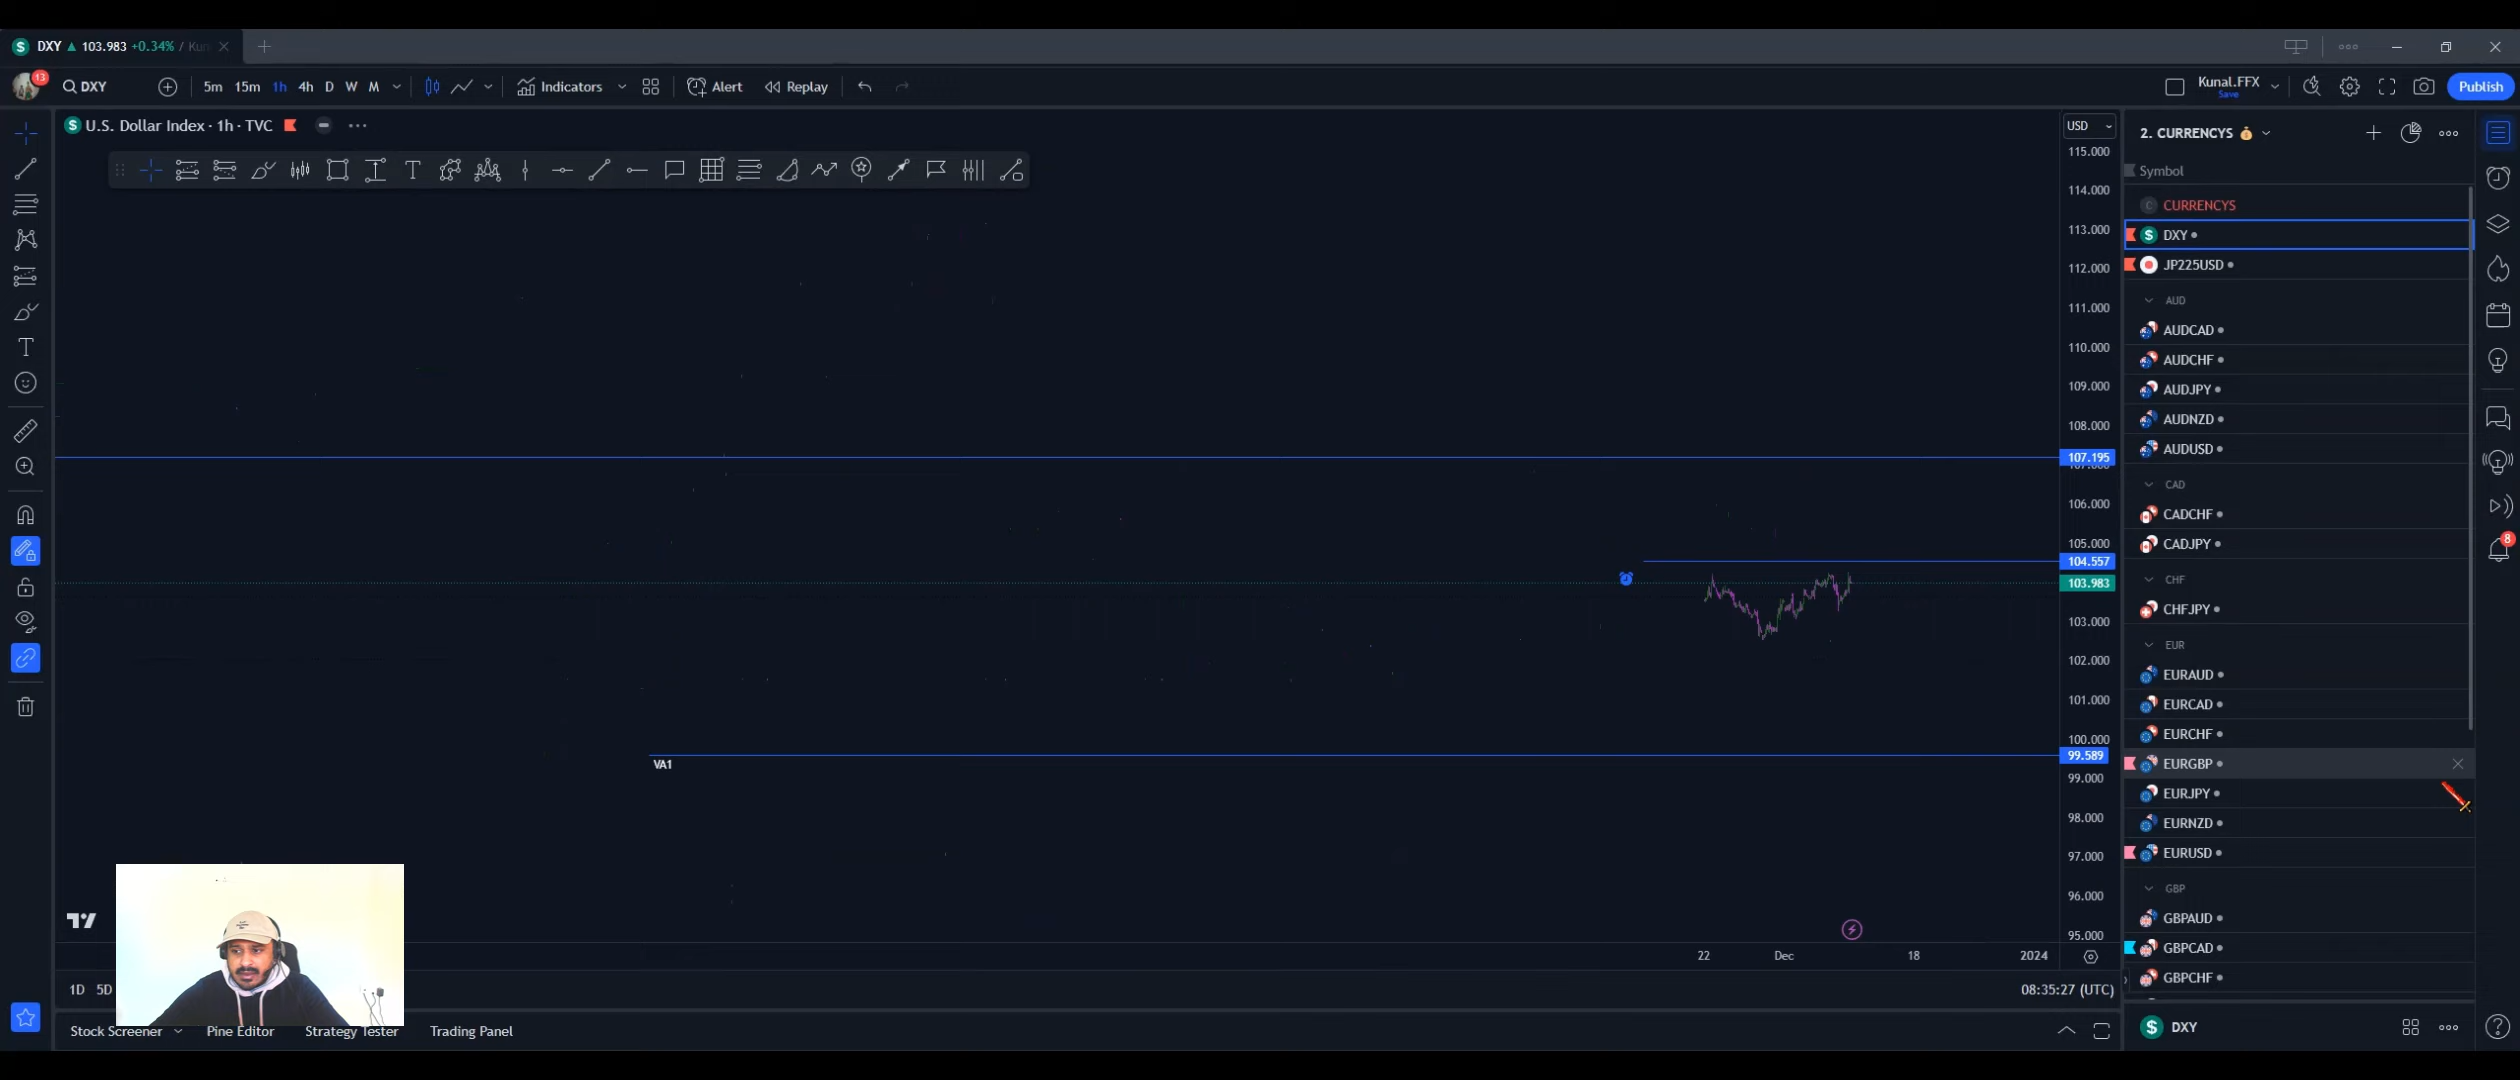 DXY ▲ 103.983 +0.34% / Kun
13
DXY
5m 15m 1h 4h D W M
Indicators
Alert
Replay
Kunal.FFX
Save
Publish
U.S. Dollar Index · 1h · TVC
USD
115.000
114.000
113.000
112.000
111.000
110.000
109.000
108.000
107.195
106.000
105.000
104.557
103.983
103.000
102.000
101.000
100.000
99.589
99.000
98.000
97.000
96.000
95.000
VA1
22 Dec 18 2024
1D 5D
08:35:27 (UTC)
Stock Screener Pine Editor Strategy Tester Trading Panel
2. CURRENCYS
Symbol
CURRENCYS
DXY
JP225USD
AUD
AUDCAD
AUDCHF
AUDJPY
AUDNZD
AUDUSD
CAD
CADCHF
CADJPY
CHF
CHFJPY
EUR
EURAUD
EURCAD
EURCHF
EURGBP
EURJPY
EURNZD
EURUSD
GBP
GBPAUD
GBPCAD
GBPCHF
DXY
8